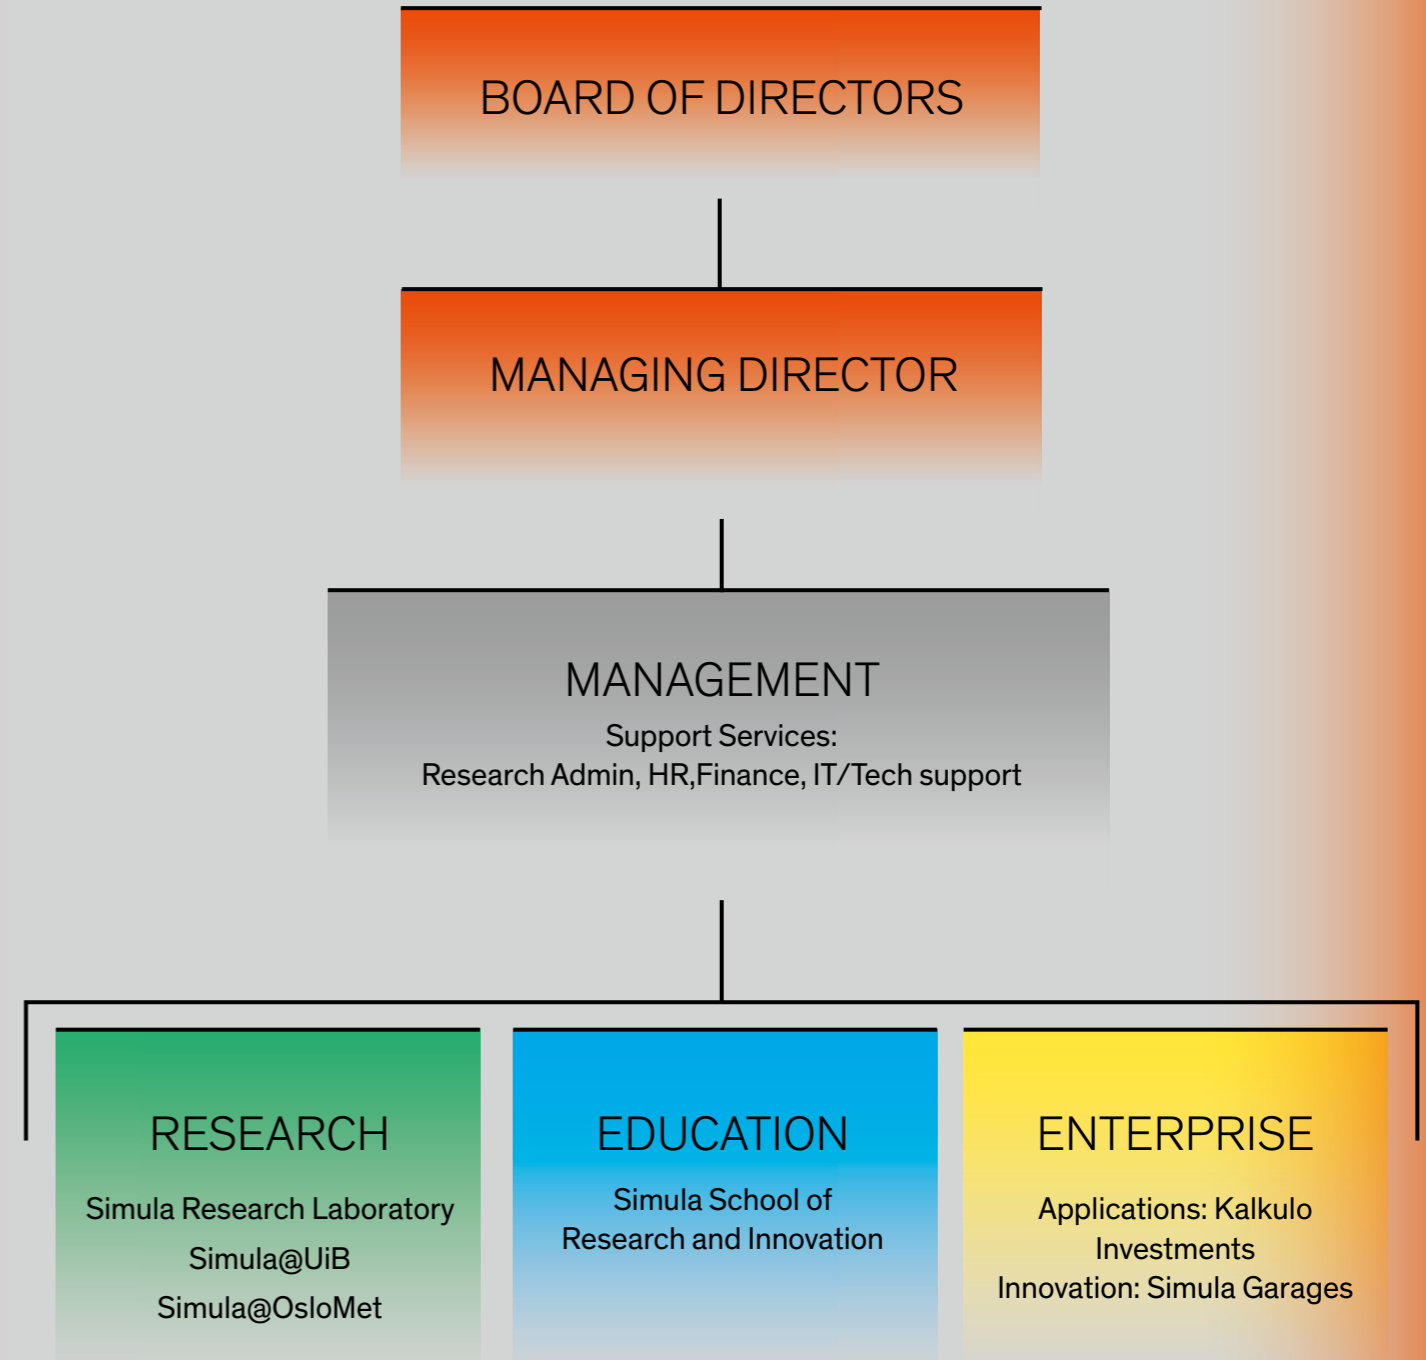 BOARD OF DIRECTORS
MANAGING DIRECTOR
MANAGEMENT
Support Services:
Research Admin, HR,Finance, IT/Tech support
RESEARCH
Simula Research Laboratory
Simula@UiB
Simula@OsloMet
EDUCATION
Simula School of
Research and Innovation
ENTERPRISE
Applications: Kalkulo
Investments
Innovation: Simula Garages